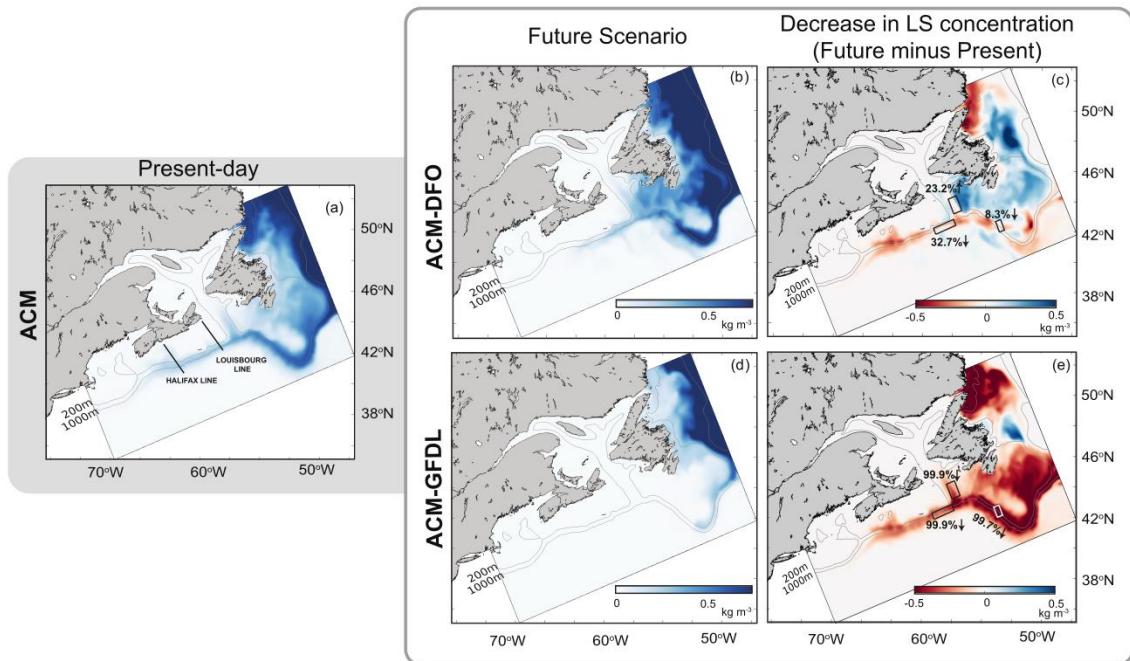 Future Scenario
Decrease in LS concentration
(Future minus Present)
Present-day
ACM
(a)
50°N
46°N
42°N
38°N
LOUISBOURG
LINE
HALIFAX LINE
200m
1000m
70°W
60°W
50°W
ACM-DFO
(b)
200m
1000m
0
0.5
kg m-3
(c)
50°N
46°N
42°N
38°N
23.2%↑
8.3%↓
32.7%↓
200m
1000m
-0.5
0
0.5
kg m-3
ACM-GFDL
(d)
200m
1000m
0
0.5
kg m-3
70°W
60°W
50°W
(e)
50°N
46°N
42°N
38°N
99.9%↓
99.9%↓
99.7%↓
200m
1000m
-0.5
0
0.5
kg m-3
70°W
60°W
50°W